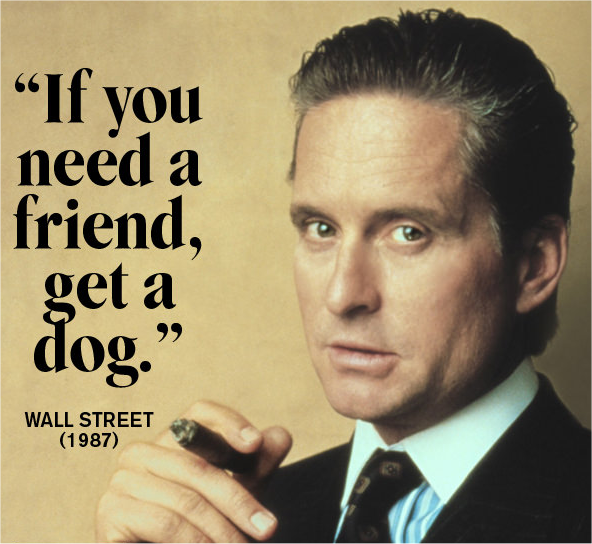 “If you
need a
friend,
get a
dog.”
WALL STREET
(1987)